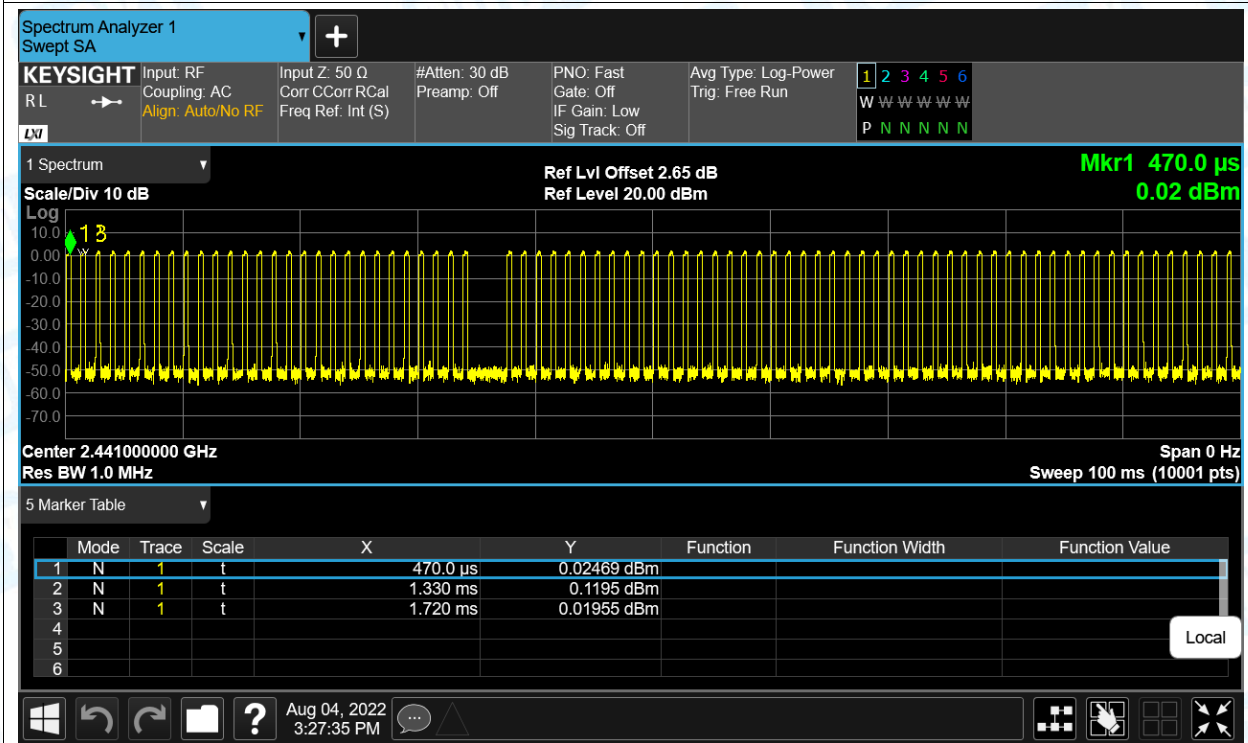 Spectrum Analyzer 1
Swept SA
KEYSIGHT
R L
LXI
Input: RF
Coupling: AC
Align: Auto/No RF
Input Z: 50 Ω
Corr CCorr RCal
Freq Ref: Int (S)
#Atten: 30 dB
Preamp: Off
PNO: Fast
Gate: Off
IF Gain: Low
Sig Track: Off
Avg Type: Log-Power
Trig: Free Run
1 2 3 4 5 6
W W W W W W
P N N N N N
1 Spectrum
Scale/Div 10 dB
Ref Lvl Offset 2.65 dB
Ref Level 20.00 dBm
Mkr1 470.0 µs
0.02 dBm
Log
1 3
10.0
0.00
-10.0
-20.0
-30.0
-40.0
-50.0
-60.0
-70.0
Center 2.441000000 GHz
Span 0 Hz
Res BW 1.0 MHz
Sweep 100 ms (10001 pts)
5 Marker Table
Mode Trace Scale X Y Function Function Width Function Value
1 N 1 t 470.0 µs 0.02469 dBm
2 N 1 t 1.330 ms 0.1195 dBm
3 N 1 t 1.720 ms 0.01955 dBm
4
5
6
Local
?
Aug 04, 2022
3:27:35 PM